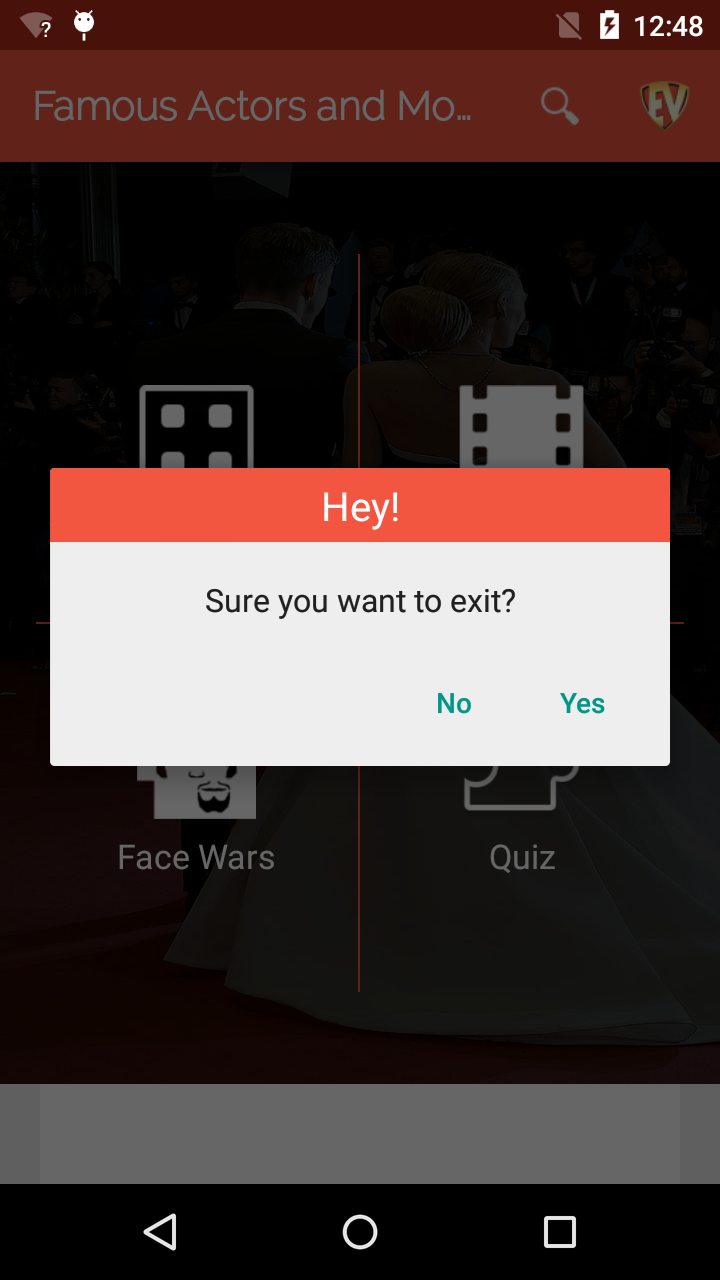 12:48
Famous Actors and Mo...
FV
Hey!
Sure you want to exit?
No Yes
Face Wars Quiz